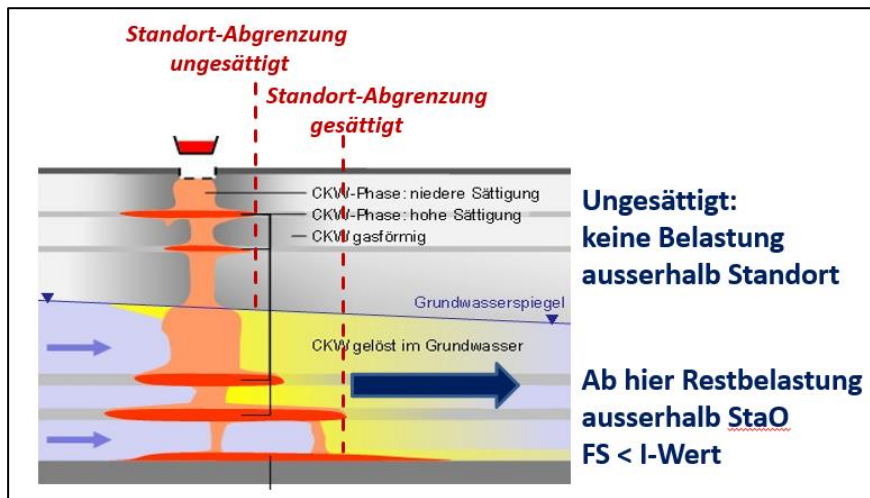 Standort-Abgrenzung
ungesättigt
Standort-Abgrenzung
gesättigt
CKW-Phase: niedere Sättigung
CKW-Phase: hohe Sättigung
CKW gasförmig
Grundwasserspiegel
CKW gelöst im Grundwasser
Ungesättigt:
keine Belastung
ausserhalb Standort
Ab hier Restbelastung
ausserhalb StaO
FS < I-Wert